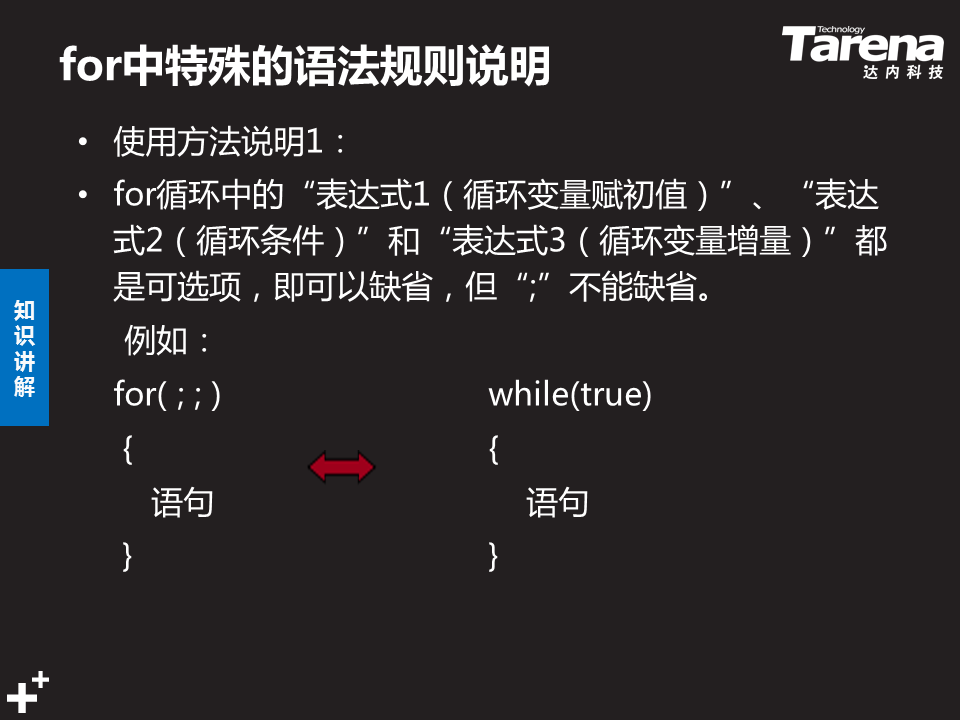 for中特殊的语法规则说明
Technology
Tarena
达内科技
• 使用方法说明1：
• for循环中的“表达式1（循环变量赋初值）”、“表达
式2（循环条件）”和“表达式3（循环变量增量）”都
是可选项，即可以缺省，但“;”不能缺省。
例如：
for( ; ; ) while(true)
{ {
语句 语句
} }
知
识
讲
解